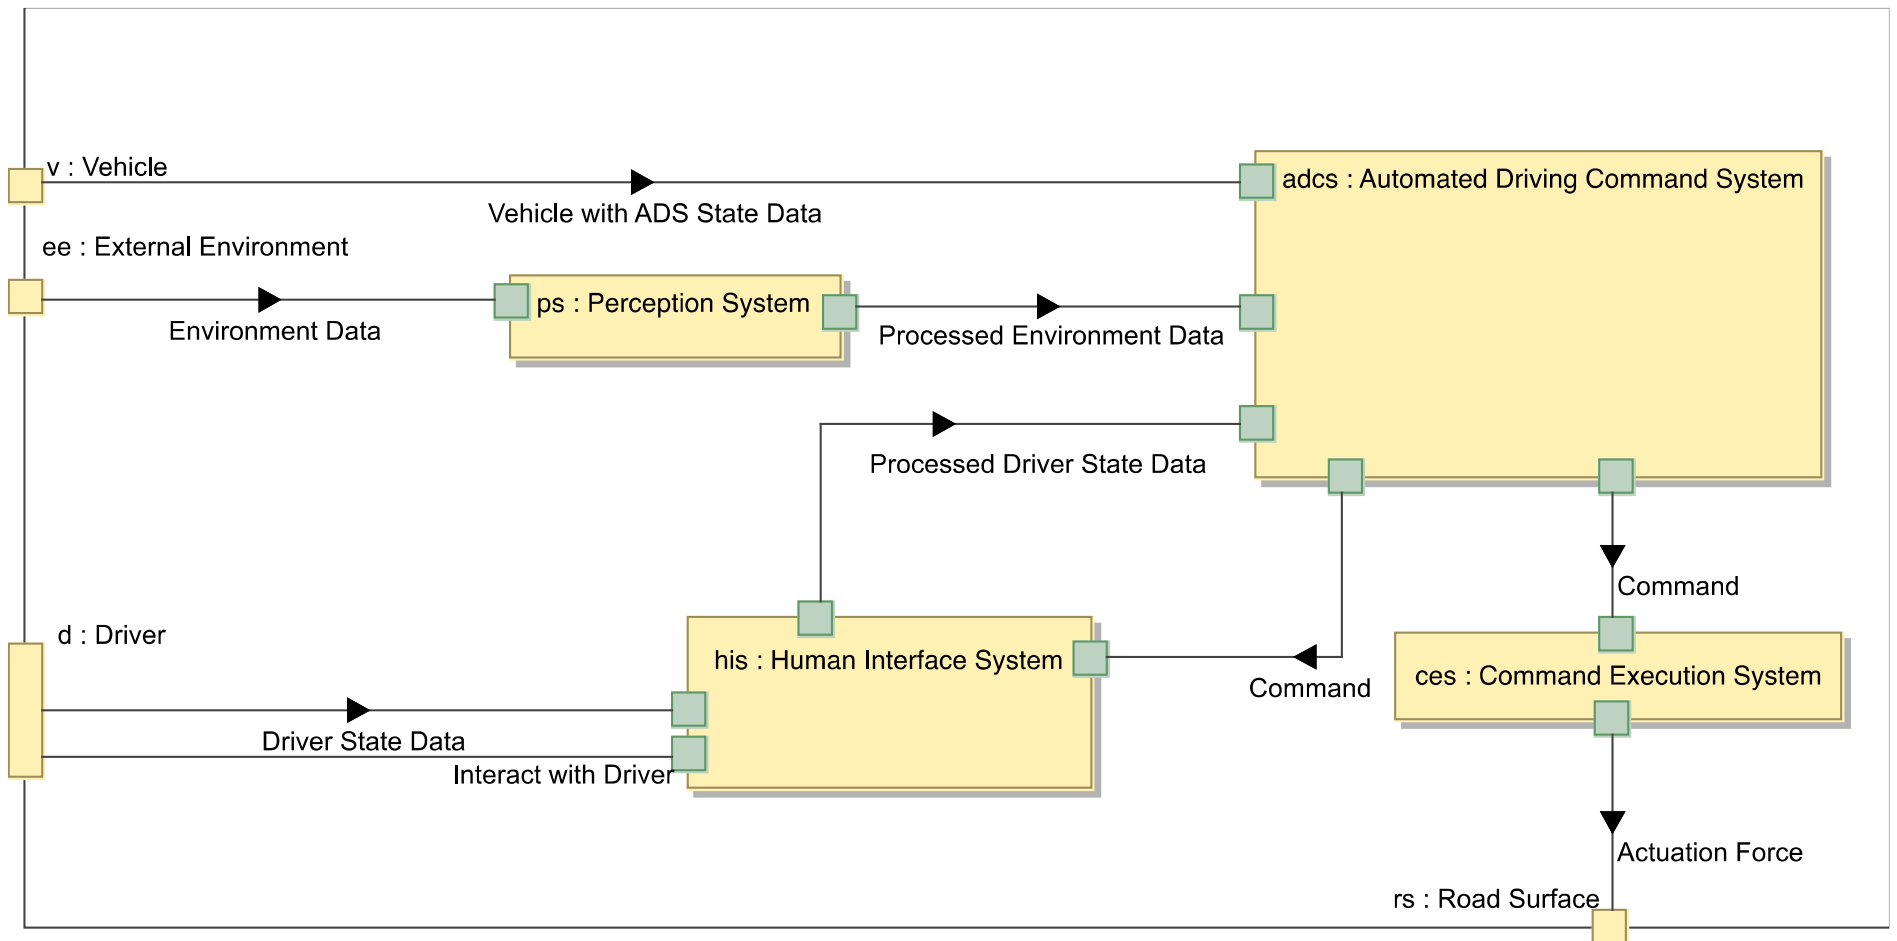 v : Vehicle
adcs : Automated Driving Command System
Vehicle with ADS State Data
ee : External Environment
ps : Perception System
Environment Data
Processed Environment Data
Processed Driver State Data
Command
d : Driver
his : Human Interface System
ces : Command Execution System
Command
Driver State Data
Interact with Driver
Actuation Force
rs : Road Surface